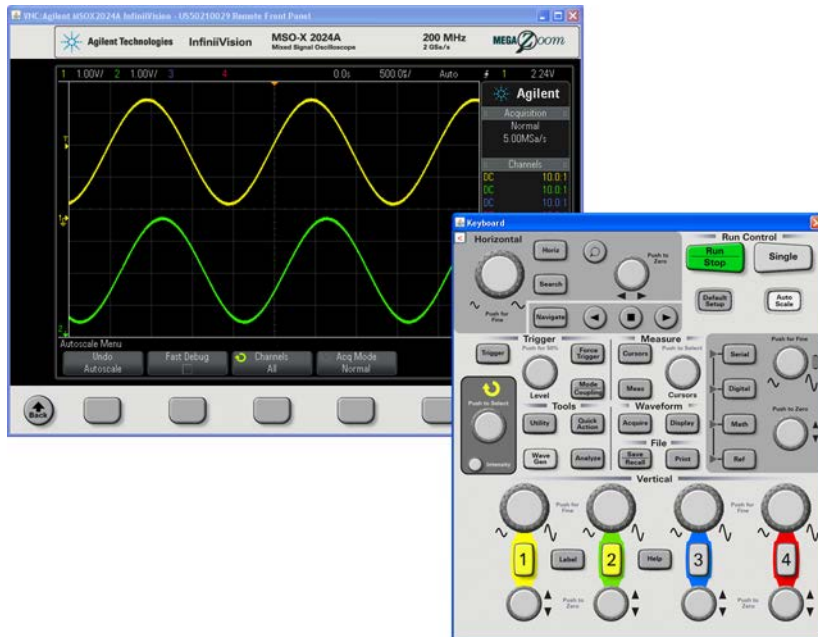 VNC: Agilent MSOX2024A InfiniiVision - US50210029 Remote Front Panel
Agilent Technologies InfiniiVision MSO-X 2024A 200 MHz MEGA Zoom
Mixed Signal Oscilloscope 2 GSa/s
1 1.00V/ 2 1.00V/ 3 4 0.0s 500.0%/ Auto 1 2.24V
Agilent
Acquisition
Normal
5.00MSa/s
Channels
DC 10.0:1
DC 10.0:1
DC 10.0:1
T
1
2
Autoscale Menu
Undo Autoscale
Fast Debug
Channels All
Acq Mode Normal
Back
Keyboard
Horizontal
Run Control
Horiz
Push to Zero
Run Stop
Single
Search
Push for Fine
Default Setup
Auto Scale
Navigate
Trigger
Measure
Trigger
Push for 50%
Force Trigger
Cursors
Push to Select
Serial
Push for Fine
Level
Mode Coupling
Meas
Cursors
Digital
Push to Select
Tools
Waveform
Push to Zero
Utility
Quick Action
Acquire
Display
Math
File
Intensity
Wave Gen
Analyze
Save Recall
Print
Ref
Vertical
Push for Fine
Push for Fine
1
Label
2
Help
3
4
Push to Zero
Push to Zero